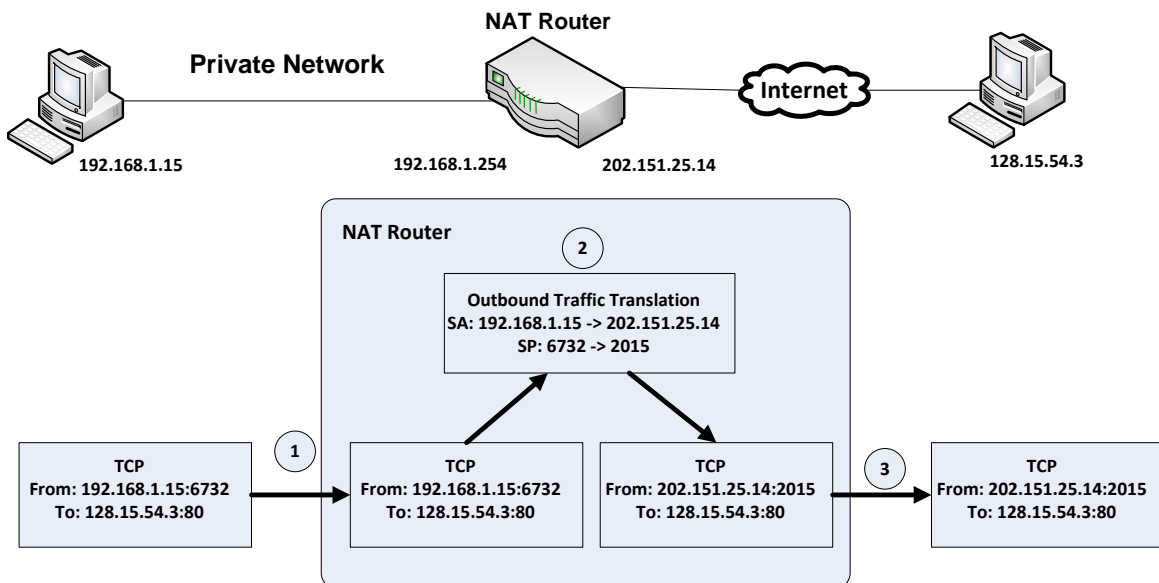 NAT Router
Private Network
Internet
192.168.1.15
192.168.1.254
202.151.25.14
128.15.54.3
NAT Router
2
Outbound Traffic Translation
SA: 192.168.1.15 -> 202.151.25.14
SP: 6732 -> 2015
TCP
From: 192.168.1.15:6732
To: 128.15.54.3:80
1
TCP
From: 192.168.1.15:6732
To: 128.15.54.3:80
TCP
From: 202.151.25.14:2015
To: 128.15.54.3:80
3
TCP
From: 202.151.25.14:2015
To: 128.15.54.3:80